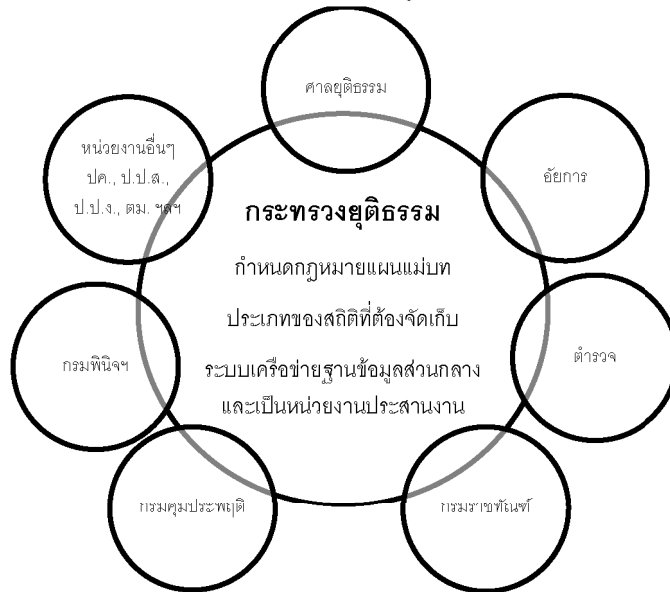 ศาลยุติธรรม
หน่วยงานอื่นๆ
ปค., ป.ป.ส.,
ป.ป.ง., ตม. ฯลฯ
อัยการ
กระทรวงยุติธรรม
กำหนดกฎหมายแผนแม่บท
ประเภทของสถิติที่ต้องจัดเก็บ
ระบบเครือข่ายฐานข้อมูลส่วนกลาง
และเป็นหน่วยงานประสานงาน
กรมพินิจฯ
ตำรวจ
กรมคุมประพฤติ
กรมราชทัณฑ์